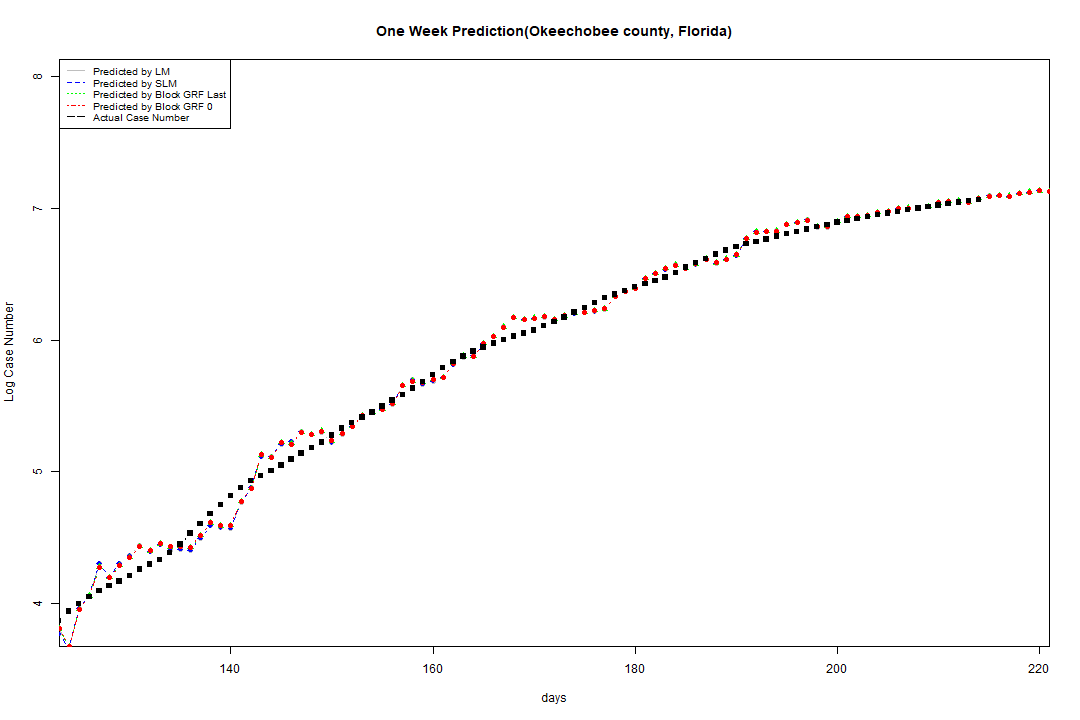 One Week Prediction(Okeechobee county, Florida)
Predicted by LM
Predicted by SLM
Predicted by Block GRF Last
Predicted by Block GRF 0
Actual Case Number
8
7
6
5
4
Log Case Number
140 160 180 200 220
days